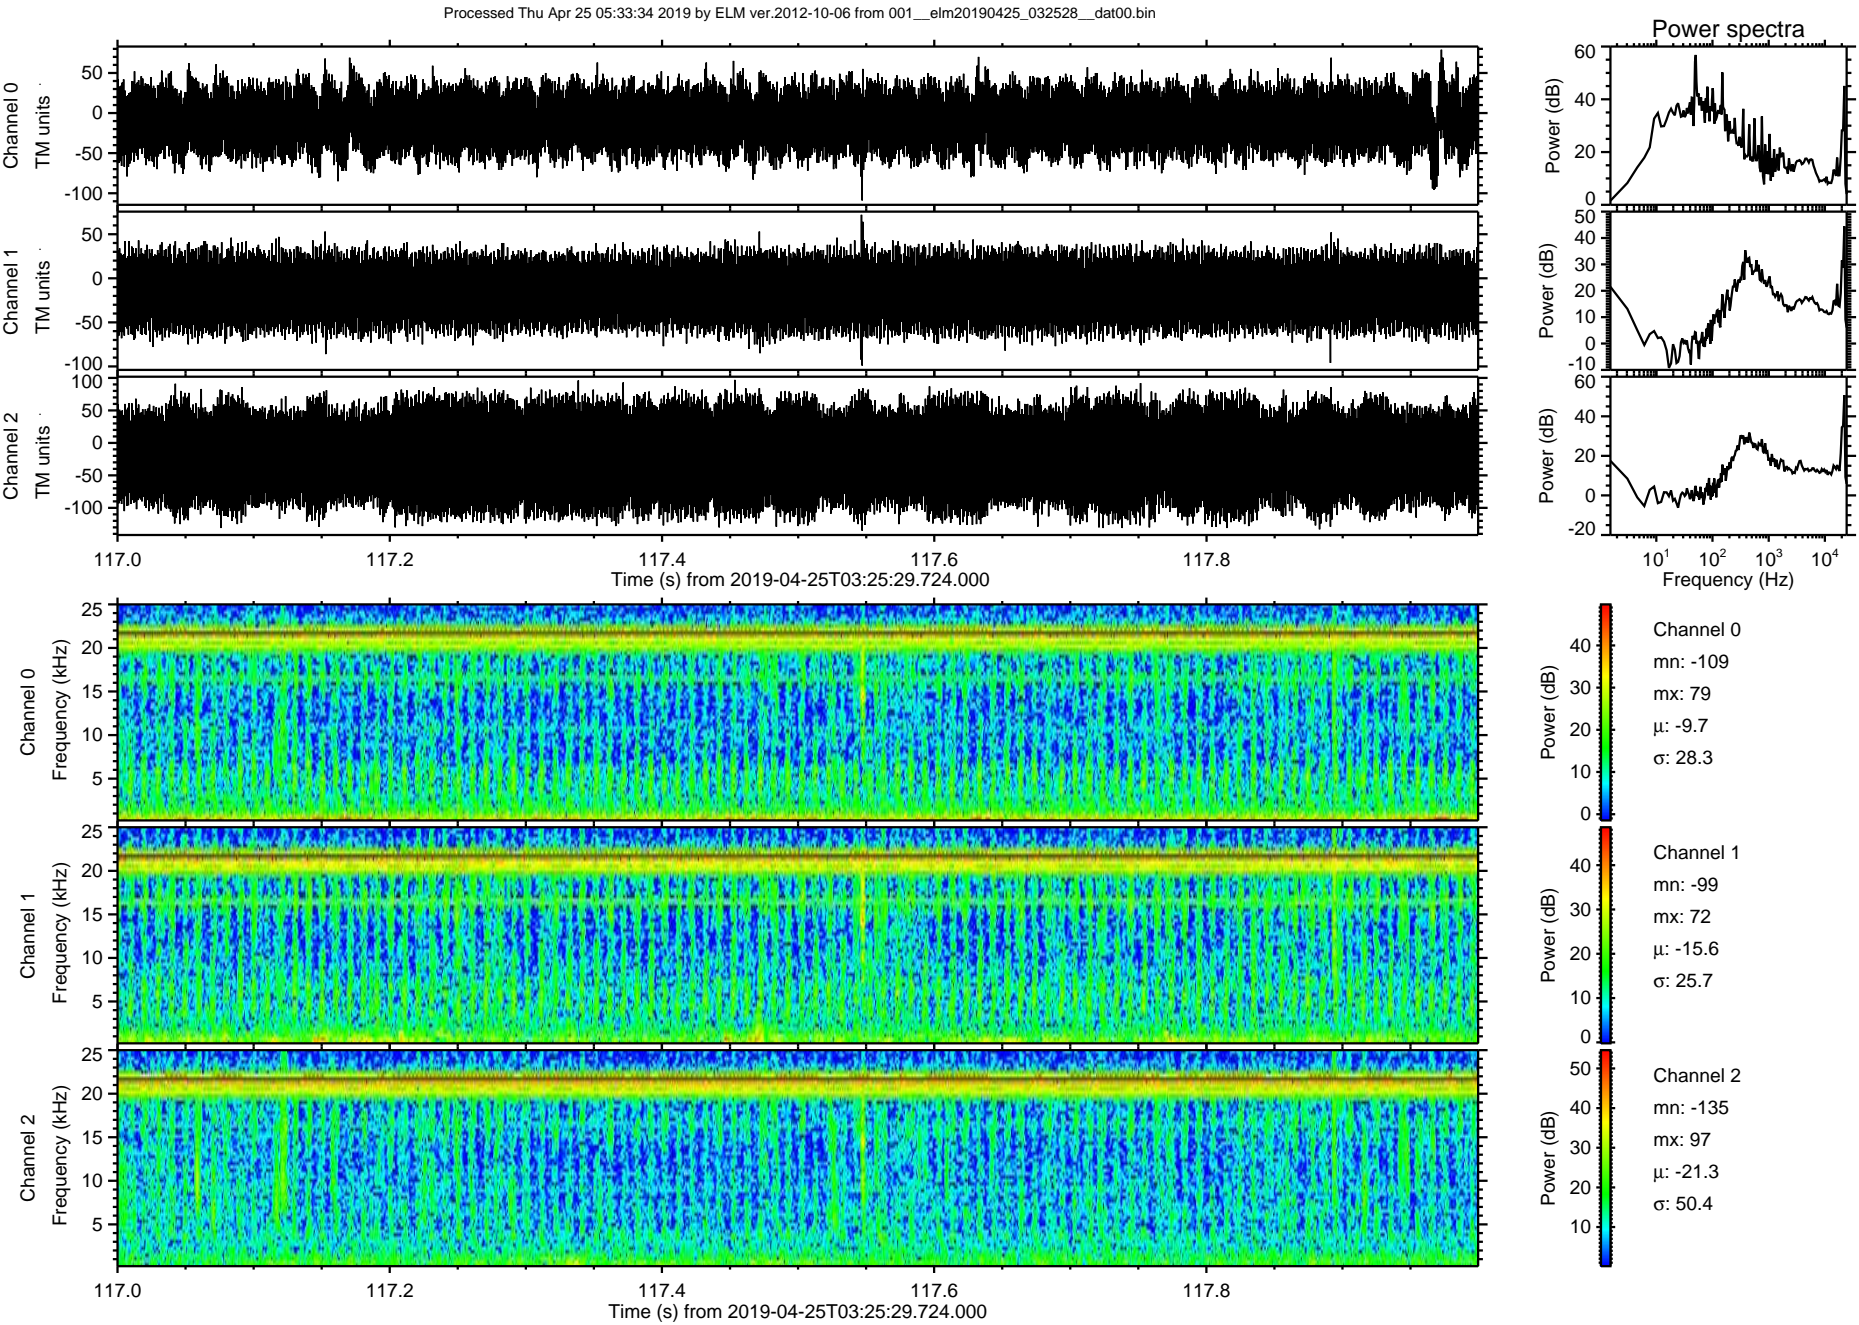 Processed Thu Apr 25 05:33:34 2019 by ELM ver.2012-10-06 from 001__elm20190425_032528__dat00.bin
Power spectra
Channel 0
TM units
50
0
-50
-100
Power (dB)
60
40
20
0
Channel 1
TM units
50
0
-50
-100
Power (dB)
50
40
30
20
10
0
-10
Channel 2
TM units
100
50
0
-50
-100
Power (dB)
60
40
20
0
-20
117.0 117.2 117.4 117.6 117.8
Time (s) from 2019-04-25T03:25:29.724.000
10^1 10^2 10^3 10^4
Frequency (Hz)
Channel 0
Frequency (kHz)
25
20
15
10
5
Power (dB)
40
30
20
10
0
Channel 0
mn: -109
mx: 79
µ: -9.7
σ: 28.3
Channel 1
Frequency (kHz)
25
20
15
10
5
Power (dB)
40
30
20
10
0
Channel 1
mn: -99
mx: 72
µ: -15.6
σ: 25.7
Channel 2
Frequency (kHz)
25
20
15
10
5
Power (dB)
50
40
30
20
10
Channel 2
mn: -135
mx: 97
µ: -21.3
σ: 50.4
117.0 117.2 117.4 117.6 117.8
Time (s) from 2019-04-25T03:25:29.724.000